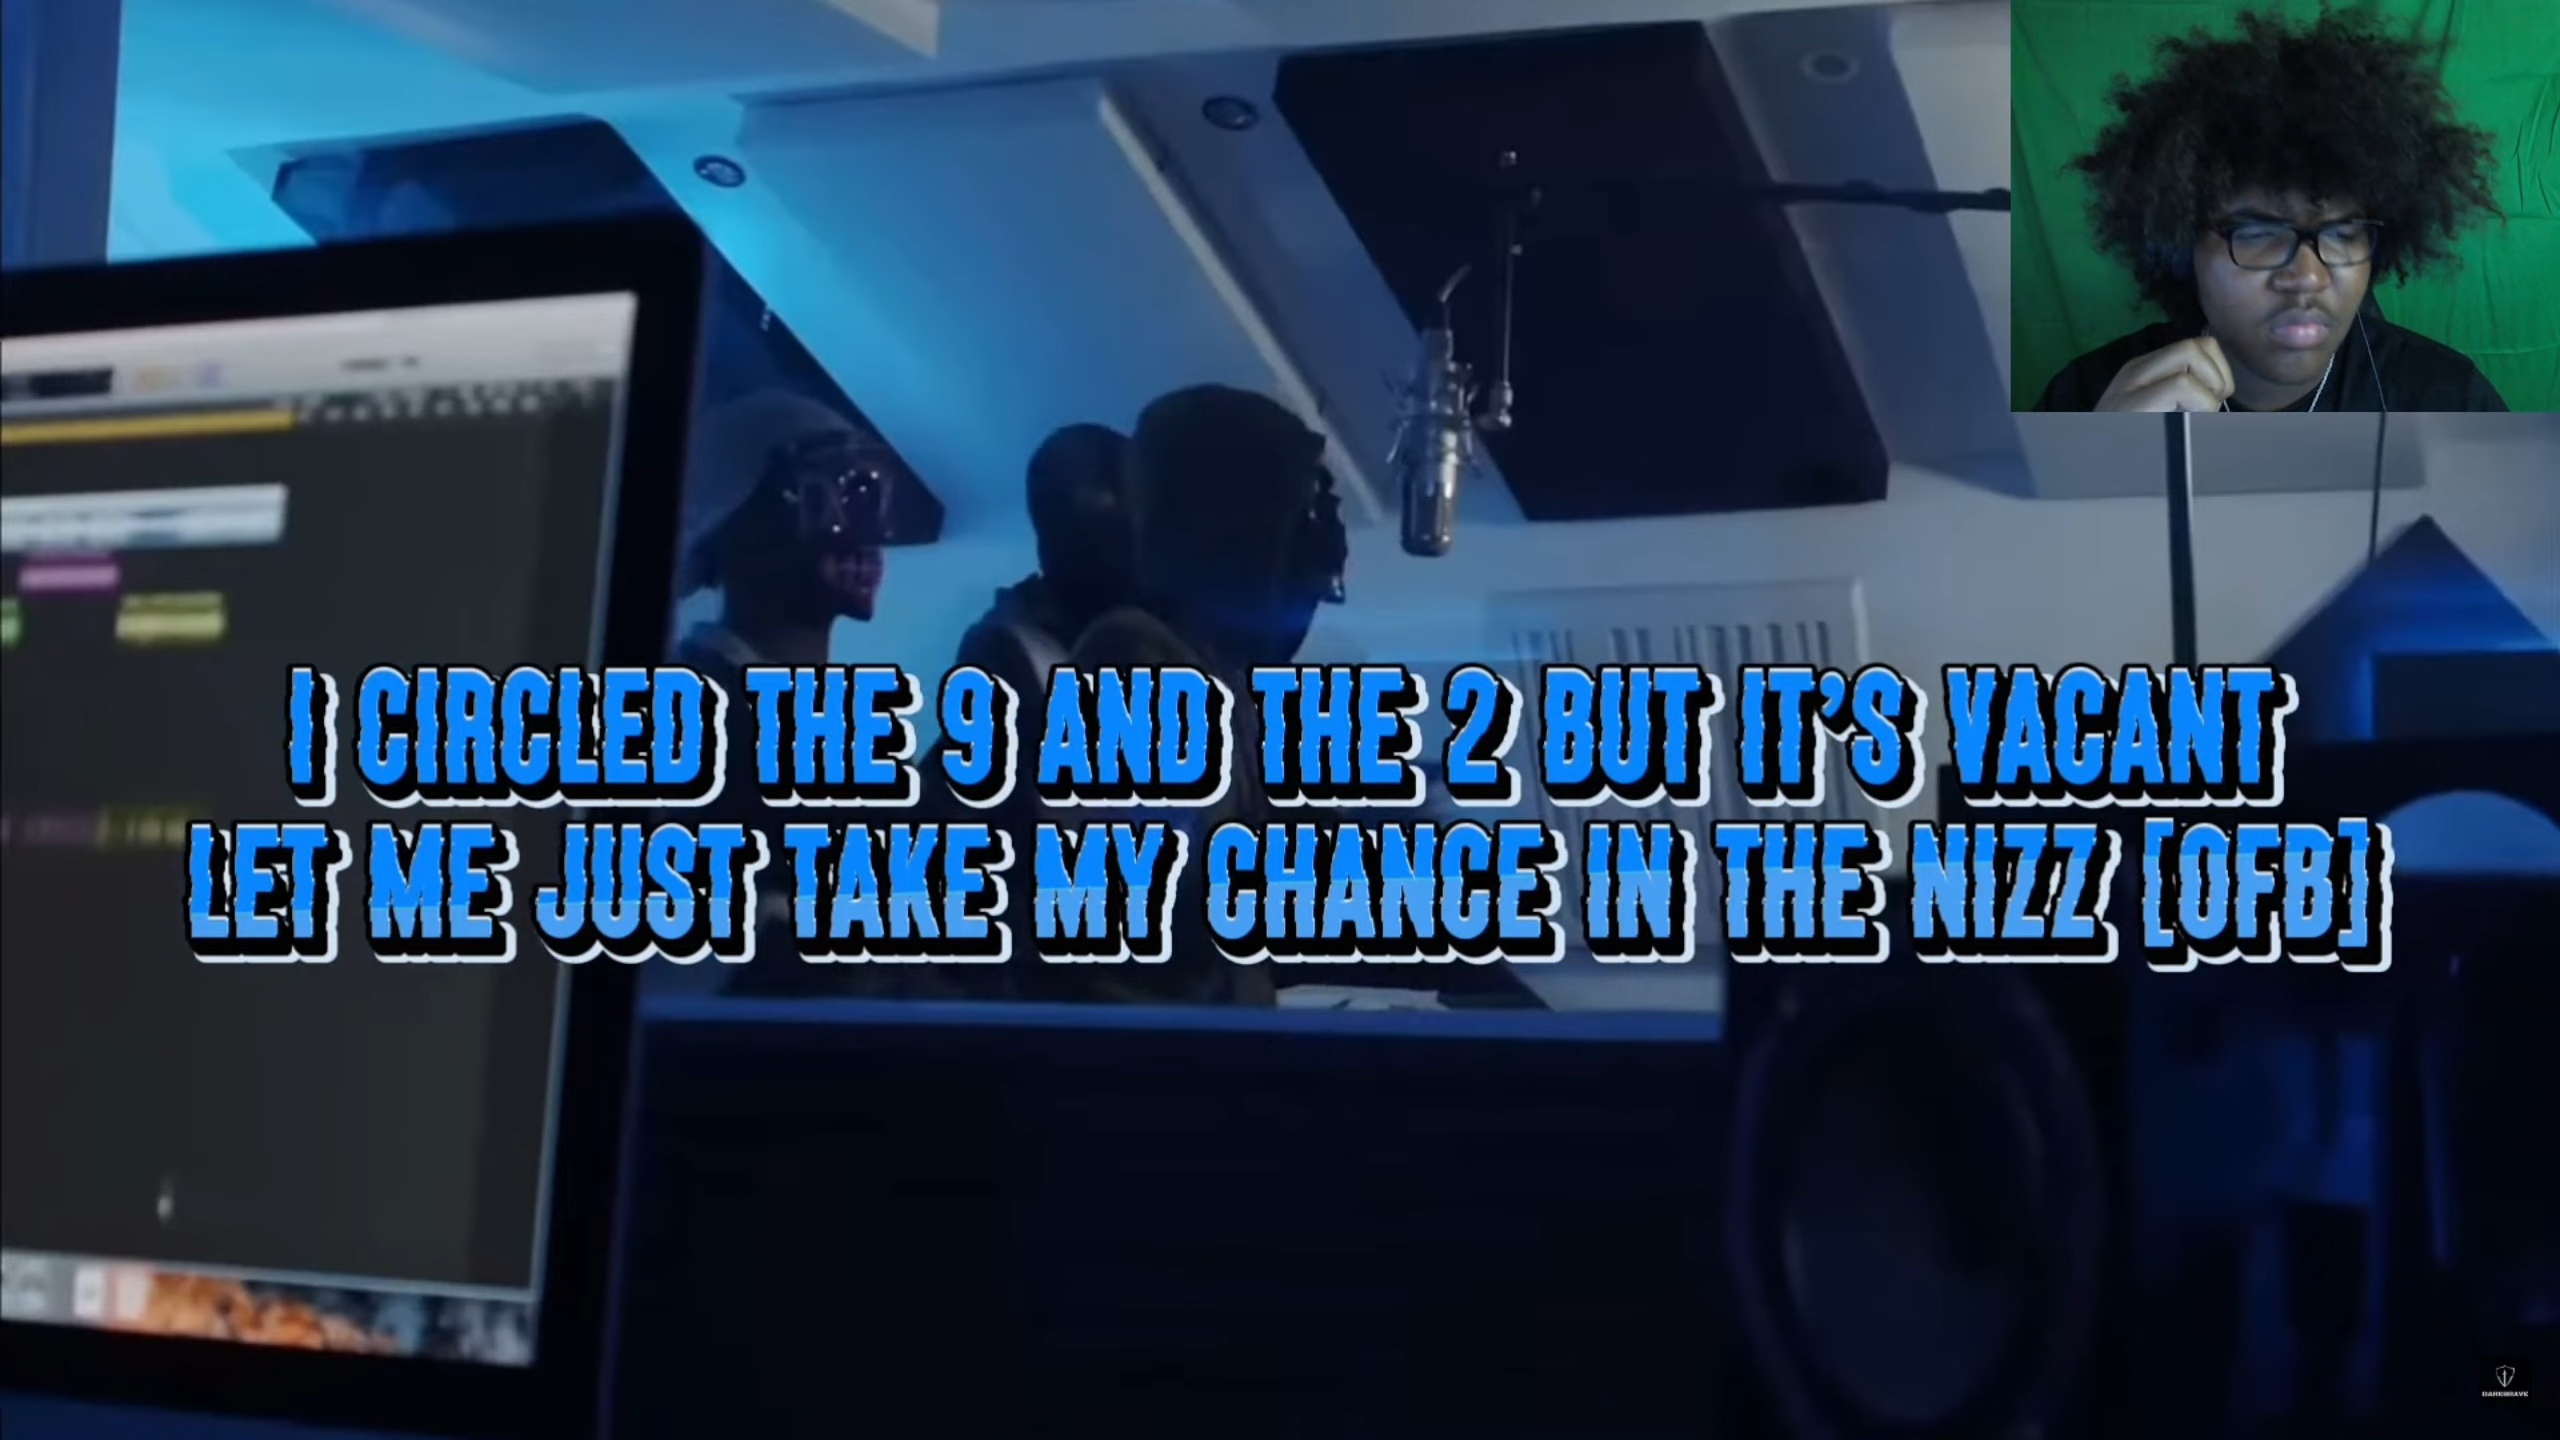 I CIRCLED THE 9 AND THE 2 BUT IT'S VACANT
LET ME JUST TAKE MY CHANCE IN THE NIZZ [OFB]
DARKBRAVE